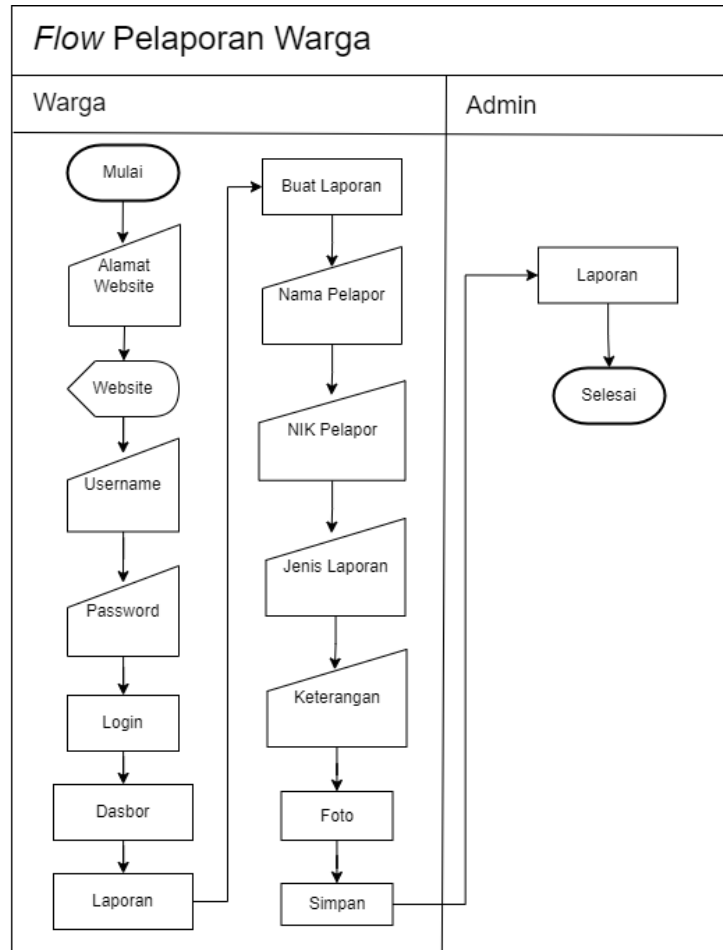 Flow Pelaporan Warga
Warga
Admin
Mulai
Alamat
Website
Website
Username
Password
Login
Dasbor
Laporan
Buat Laporan
Nama Pelapor
NIK Pelapor
Jenis Laporan
Keterangan
Foto
Simpan
Laporan
Selesai